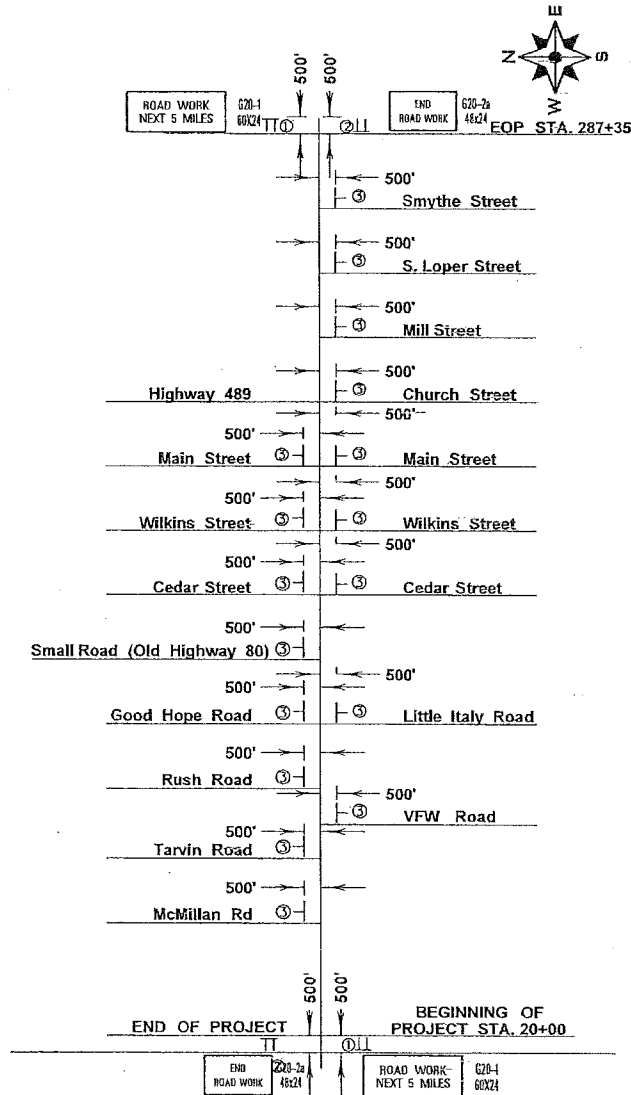 N
E
S
W
500' 500'
ROAD WORK
NEXT 5 MILES
G20-1
60X24
①
②
END
ROAD WORK
G20-2a
48x24
EOP STA. 287+35
500'
③
Smythe Street
500'
③
S. Loper Street
500'
③
Mill Street
500'
Highway 489
③
Church Street
500'
500'
Main Street
③
③
Main Street
500'
500'
Wilkins Street
③
③
Wilkins Street
500'
500'
Cedar Street
③
③
Cedar Street
500'
Small Road (Old Highway 80)
③
500'
500'
Good Hope Road
③
③
Little Italy Road
500'
Rush Road
③
500'
③
VFW Road
500'
Tarvin Road
③
500'
McMillan Rd
③
500' 500'
END OF PROJECT
BEGINNING OF
PROJECT STA. 20+00
①
END
ROAD WORK
G20-2a
48x24
ROAD WORK
NEXT 5 MILES
G20-1
60X24